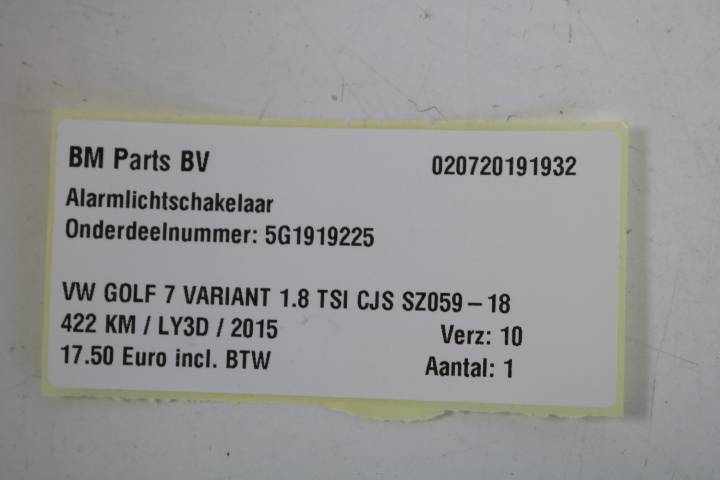 BM Parts BV 020720191932
Alarmlichtschakelaar
Onderdeelnummer: 5G1919225
VW GOLF 7 VARIANT 1.8 TSI CJS SZ059-18
422 KM / LY3D / 2015 Verz: 10
17.50 Euro incl. BTW Aantal: 1